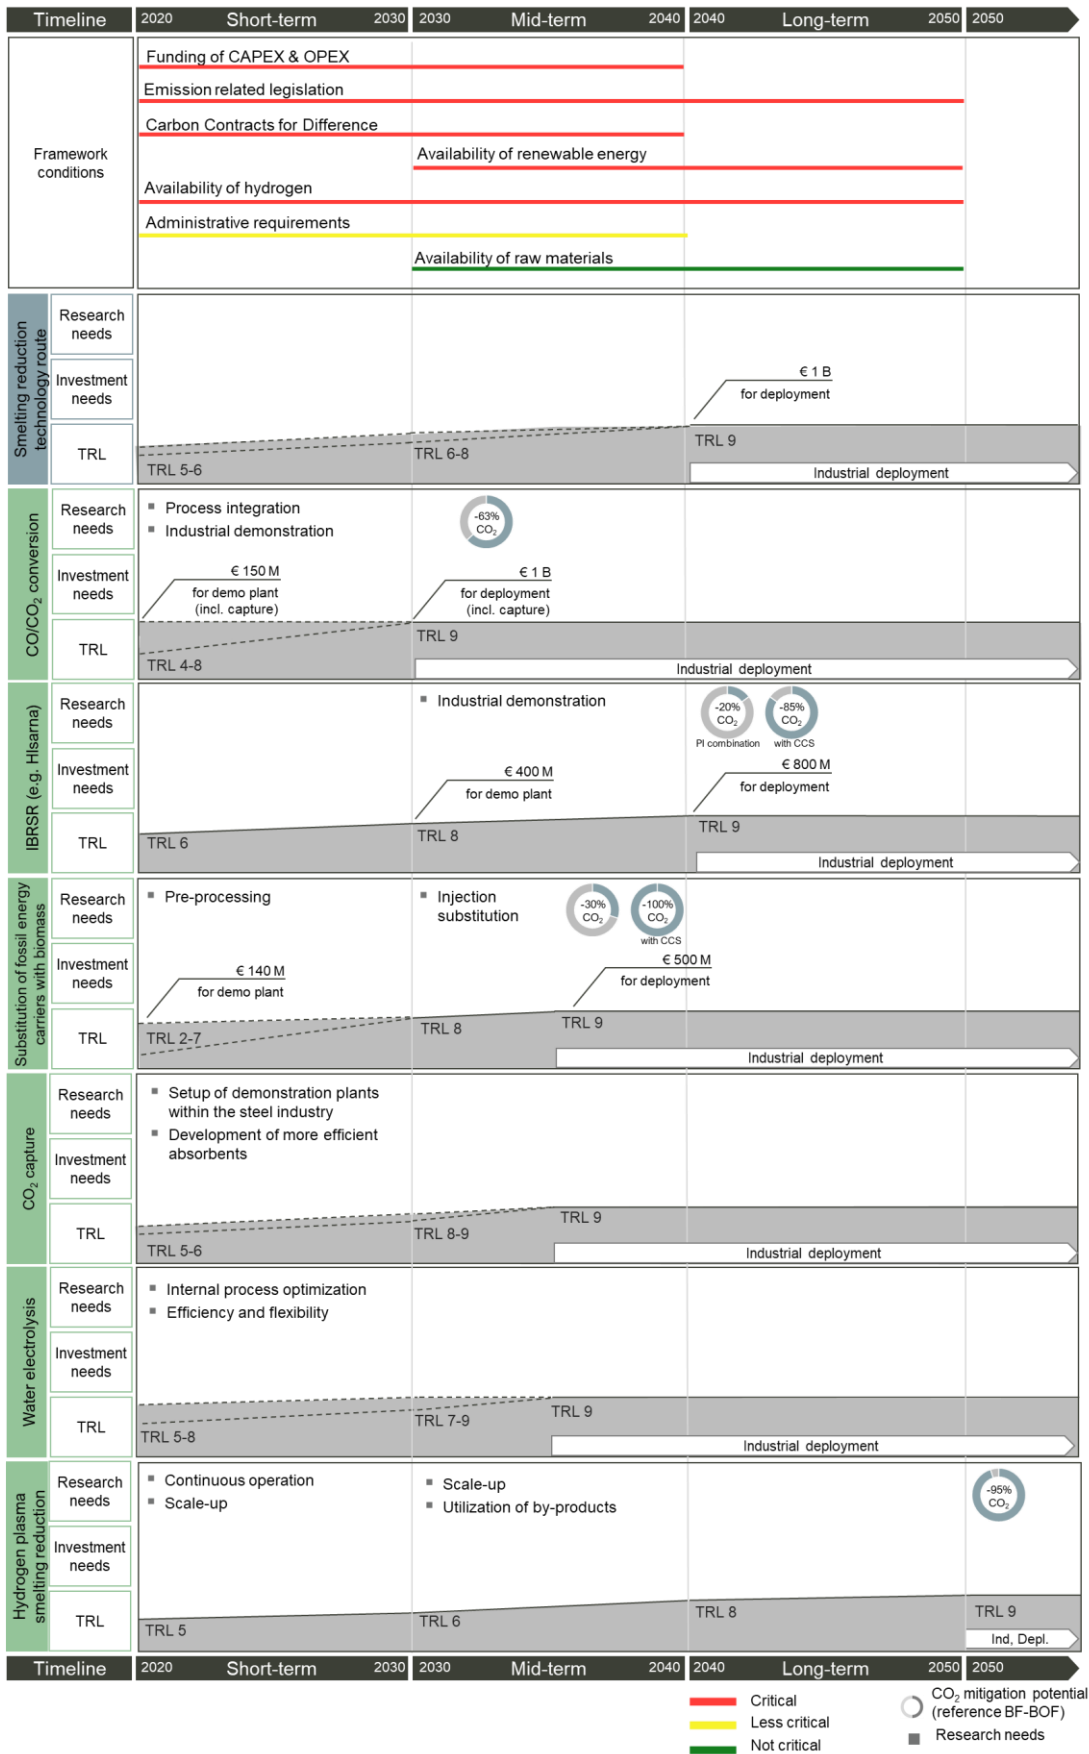 Timeline 2020 Short-term 2030 2030 Mid-term 2040 2040 Long-term 2050 2050
Framework
conditions
Funding of CAPEX & OPEX
Emission related legislation
Carbon Contracts for Difference
Availability of renewable energy
Availability of hydrogen
Administrative requirements
Availability of raw materials
Smelting reduction
technology route
Research
needs
Investment
needs
TRL
€ 1 B
for deployment
TRL 5-6
TRL 6-8
TRL 9
Industrial deployment
CO/CO₂ conversion
Research
needs
Investment
needs
TRL
Process integration
Industrial demonstration
-63%
CO₂
€ 150 M
for demo plant
(incl. capture)
€ 1 B
for deployment
(incl. capture)
TRL 4-8
TRL 9
Industrial deployment
IBRSR (e.g. HIsarna)
Research
needs
Investment
needs
TRL
Industrial demonstration
-20%
CO₂
PI combination
-85%
CO₂
with CCS
€ 400 M
for demo plant
€ 800 M
for deployment
TRL 6
TRL 8
TRL 9
Industrial deployment
Substitution of fossil energy
carriers with biomass
Research
needs
Investment
needs
TRL
Pre-processing
Injection
substitution
-30%
CO₂
-100%
CO₂
with CCS
€ 140 M
for demo plant
€ 500 M
for deployment
TRL 2-7
TRL 8
TRL 9
Industrial deployment
CO₂ capture
Research
needs
Investment
needs
TRL
Setup of demonstration plants
within the steel industry
Development of more efficient
absorbents
TRL 5-6
TRL 8-9
TRL 9
Industrial deployment
Water electrolysis
Research
needs
Investment
needs
TRL
Internal process optimization
Efficiency and flexibility
TRL 5-8
TRL 7-9
TRL 9
Industrial deployment
Hydrogen plasma
smelting reduction
Research
needs
Investment
needs
TRL
Continuous operation
Scale-up
Scale-up
Utilization of by-products
-95%
CO₂
TRL 5
TRL 6
TRL 8
TRL 9
Ind, Depl.
Timeline 2020 Short-term 2030 2030 Mid-term 2040 2040 Long-term 2050 2050
Critical
Less critical
Not critical
CO₂ mitigation potential
(reference BF-BOF)
Research needs